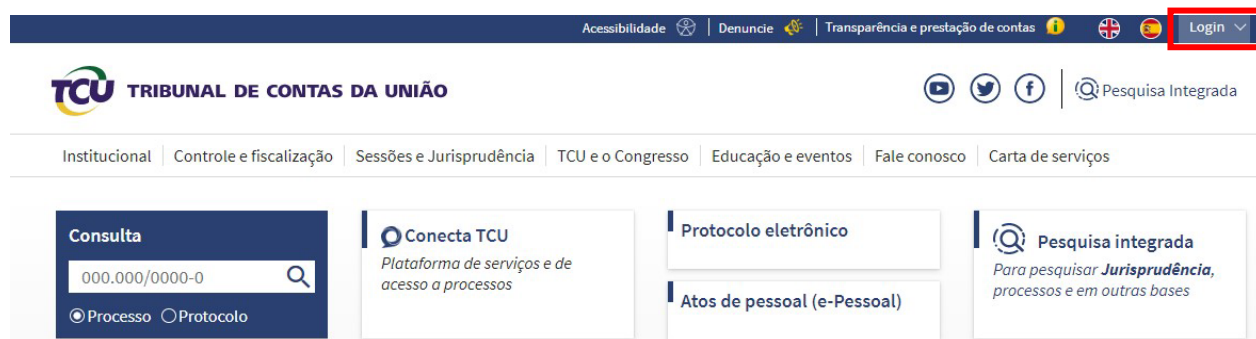 Acessibilidade Denuncie Transparência e prestação de contas Login
TCU TRIBUNAL DE CONTAS DA UNIÃO
Pesquisa Integrada
Institucional Controle e fiscalização Sessões e Jurisprudência TCU e o Congresso Educação e eventos Fale conosco Carta de serviços
Consulta
000.000/0000-0
Processo Protocolo
Conecta TCU
Plataforma de serviços e de
acesso a processos
Protocolo eletrônico
Atos de pessoal (e-Pessoal)
Pesquisa integrada
Para pesquisar Jurisprudência,
processos e em outras bases